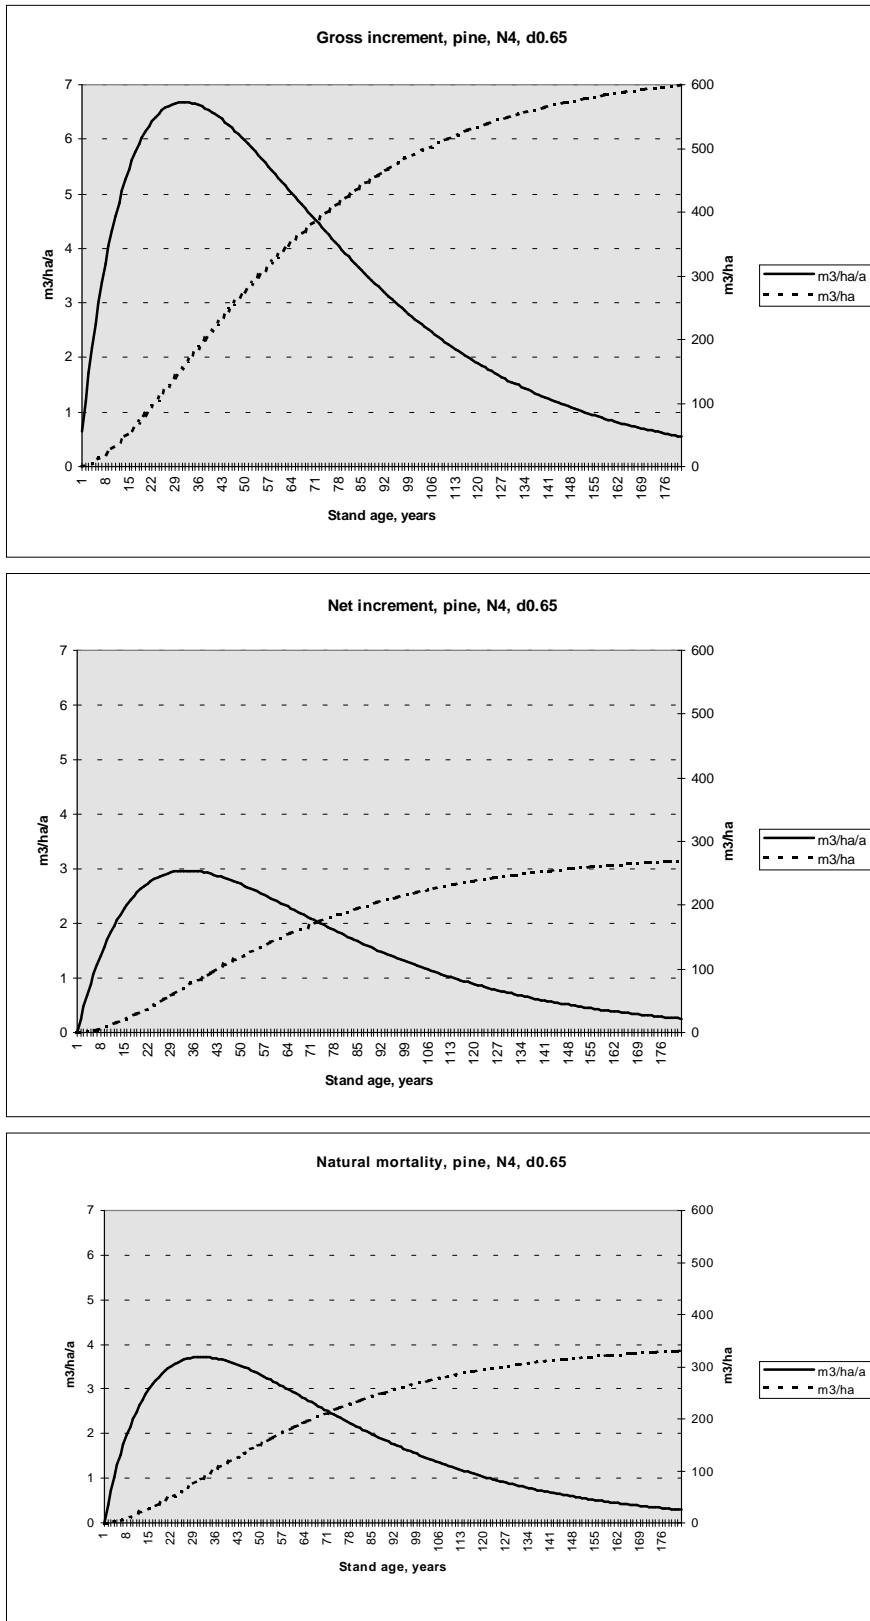 Gross increment, pine, N4, d0.65
7
6
5
4
3
2
1
0
m3/ha/a
600
500
400
300
200
100
0
m3/ha
1 8 15 22 29 36 43 50 57 64 71 78 85 92 99 106 113 120 127 134 141 148 155 162 169 176
Stand age, years
m3/ha/a
m3/ha
Net increment, pine, N4, d0.65
7
6
5
4
3
2
1
0
m3/ha/a
600
500
400
300
200
100
0
m3/ha
1 8 15 22 29 36 43 50 57 64 71 78 85 92 99 106 113 120 127 134 141 148 155 162 169 176
Stand age, years
m3/ha/a
m3/ha
Natural mortality, pine, N4, d0.65
7
6
5
4
3
2
1
0
m3/ha/a
600
500
400
300
200
100
0
m3/ha
1 8 15 22 29 36 43 50 57 64 71 78 85 92 99 106 113 120 127 134 141 148 155 162 169 176
Stand age, years
m3/ha/a
m3/ha